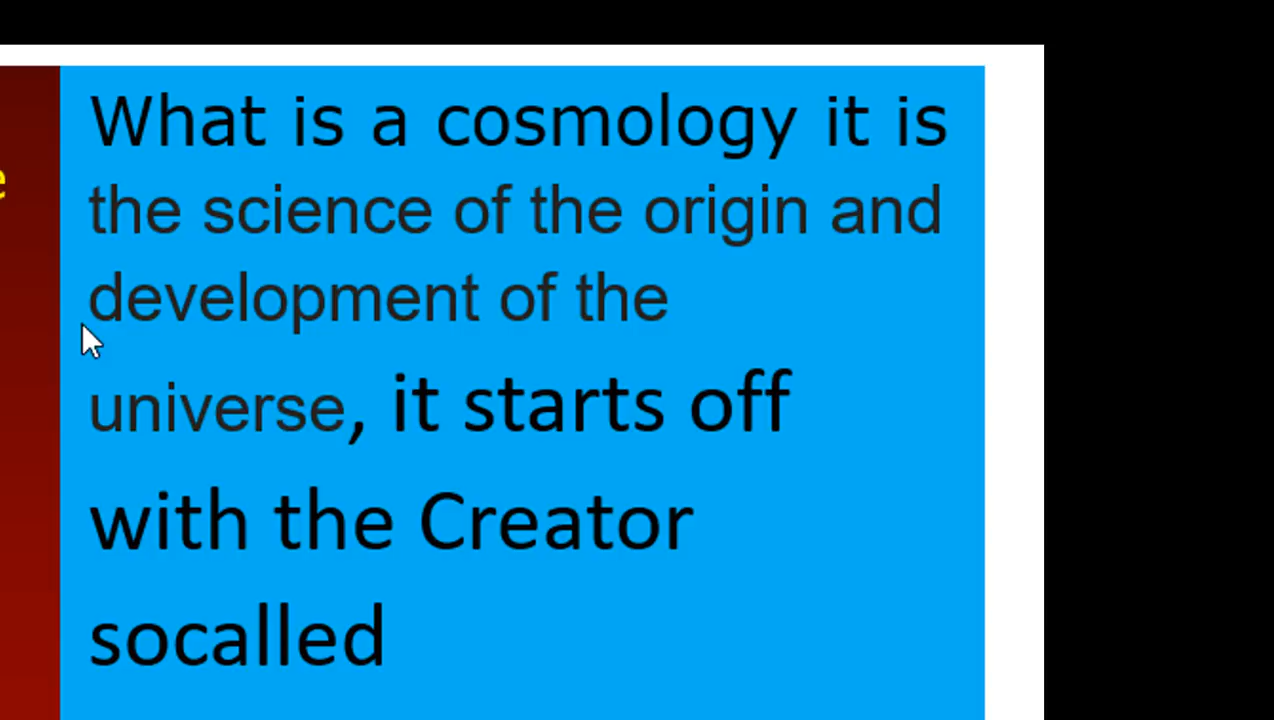 What is a cosmology it is
the science of the origin and
development of the
universe, it starts off
with the Creator
socalled